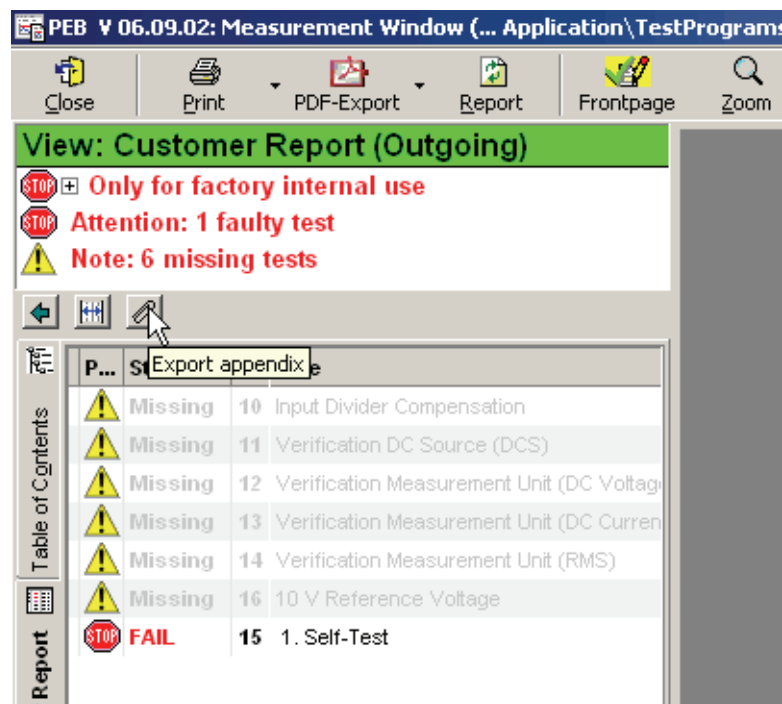 PEB V 06.09.02: Measurement Window (... Application\TestPrograms
Close Print PDF-Export Report Frontpage Zoom
View: Customer Report (Outgoing)
STOP Only for factory internal use
STOP Attention: 1 faulty test
Note: 6 missing tests
Export appendix
P... St
Missing 10 Input Divider Compensation
Missing 11 Verification DC Source (DCS)
Missing 12 Verification Measurement Unit (DC Voltag
Missing 13 Verification Measurement Unit (DC Curren
Missing 14 Verification Measurement Unit (RMS)
Missing 16 10 V Reference Voltage
STOP FAIL 15 1. Self-Test
Table of Contents
Report